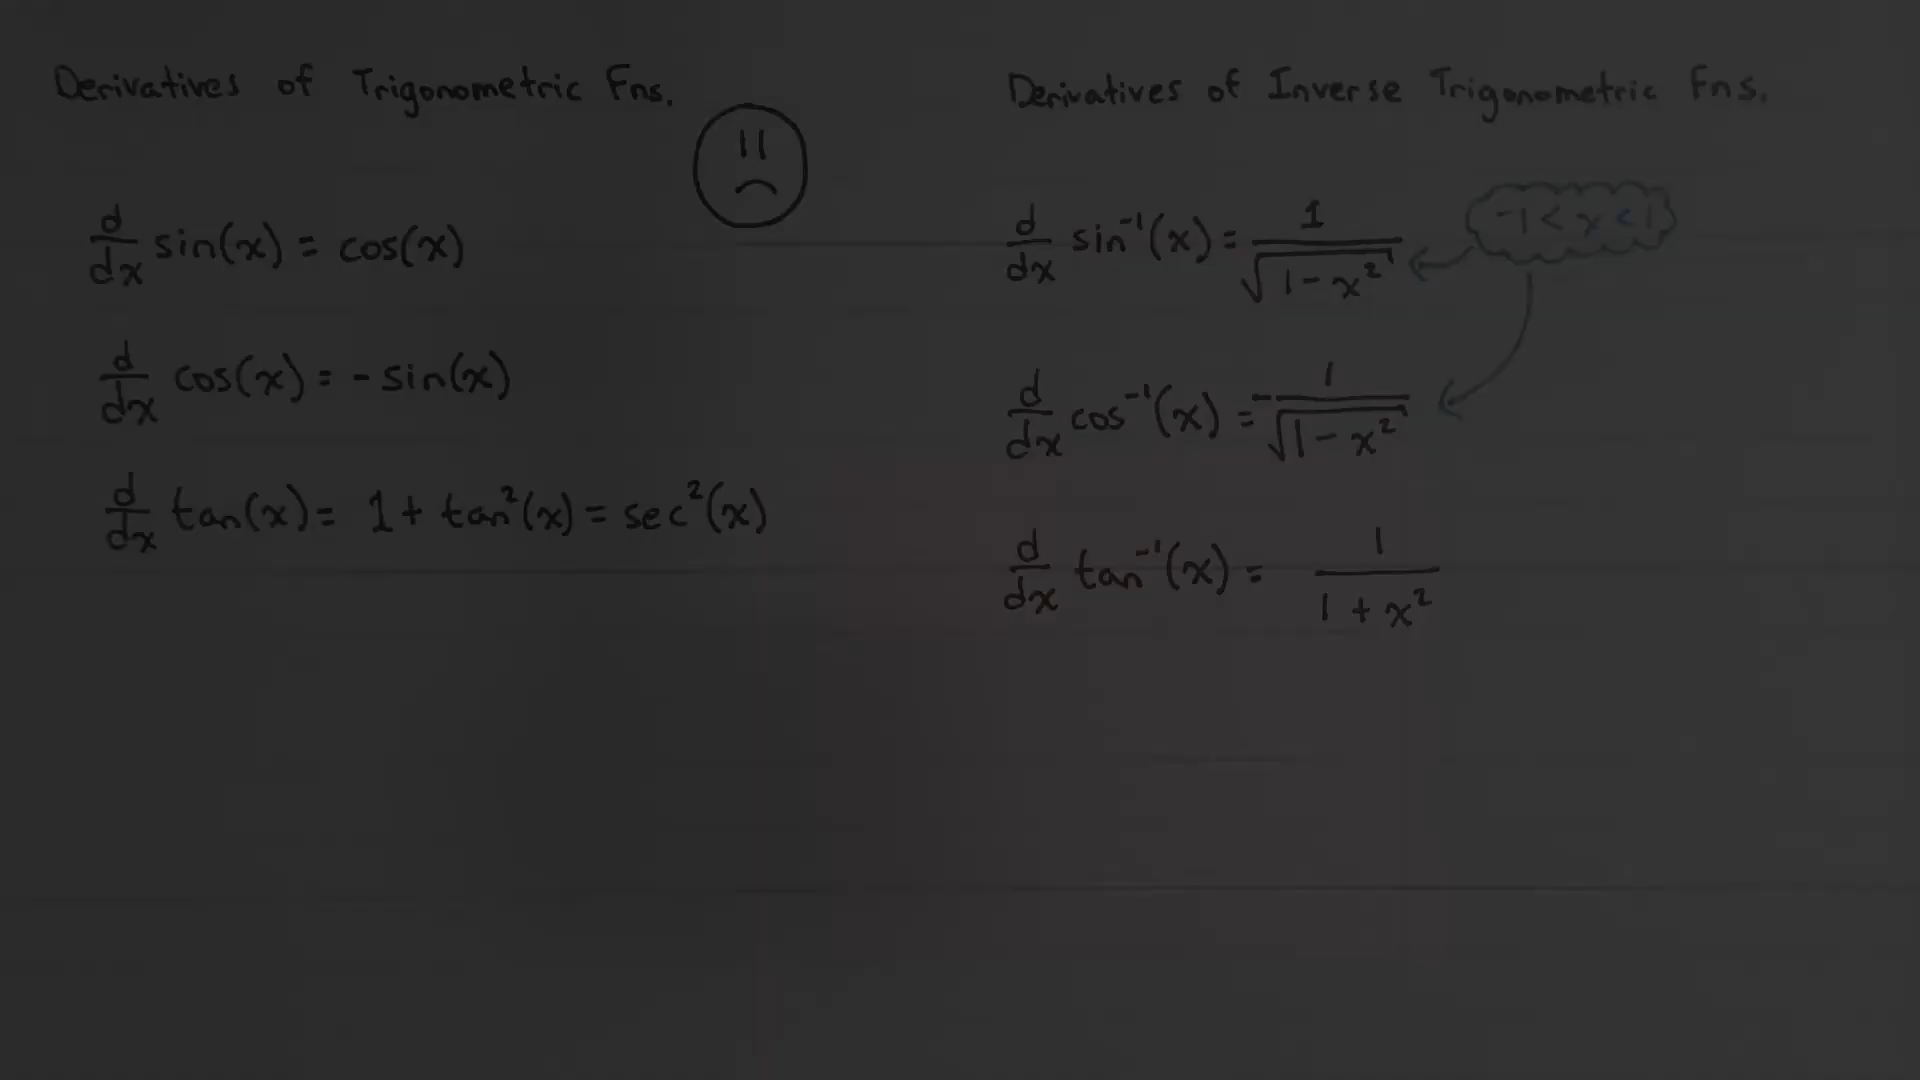 Derivatives of Trigonometric Fns.
d/dx sin(x) = cos(x)
d/dx cos(x) = - sin(x)
d/dx tan(x) = 1 + tan²(x) = sec²(x)
Derivatives of Inverse Trigonometric Fns.
d/dx sin⁻¹(x) = 1/√(1 - x²)
-1 < x < 1
d/dx cos⁻¹(x) = - 1/√(1 - x²)
d/dx tan⁻¹(x) = 1/(1 + x²)